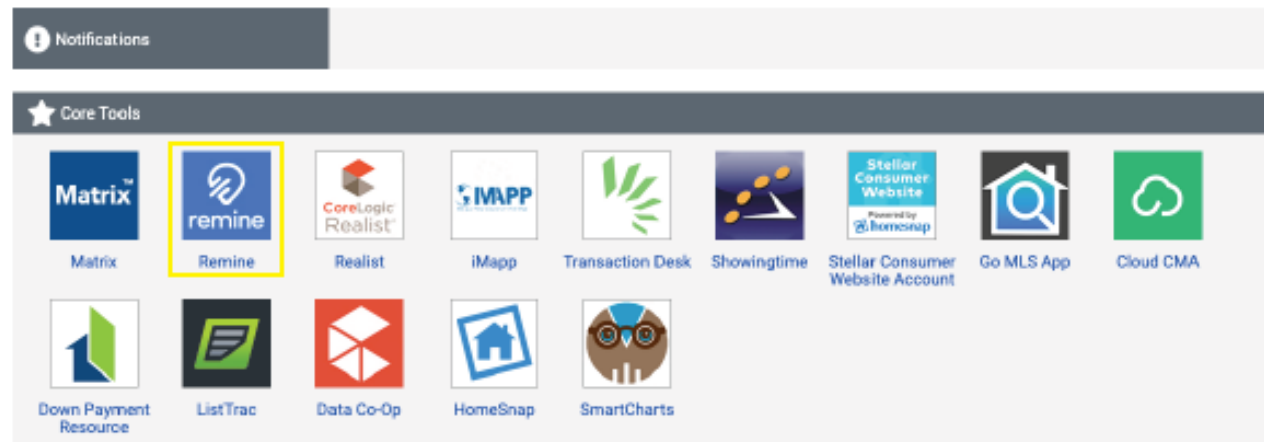 Notifications
Core Tools
Matrix™
remine
CoreLogic
Realist®
IMAPP
Stellar
Consumer
Website
Powered by
homesnap
Matrix
Remine
Realist
iMapp
Transaction Desk
Showingtime
Stellar Consumer
Website Account
Go MLS App
Cloud CMA
Down Payment
Resource
ListTrac
Data Co-Op
HomeSnap
SmartCharts